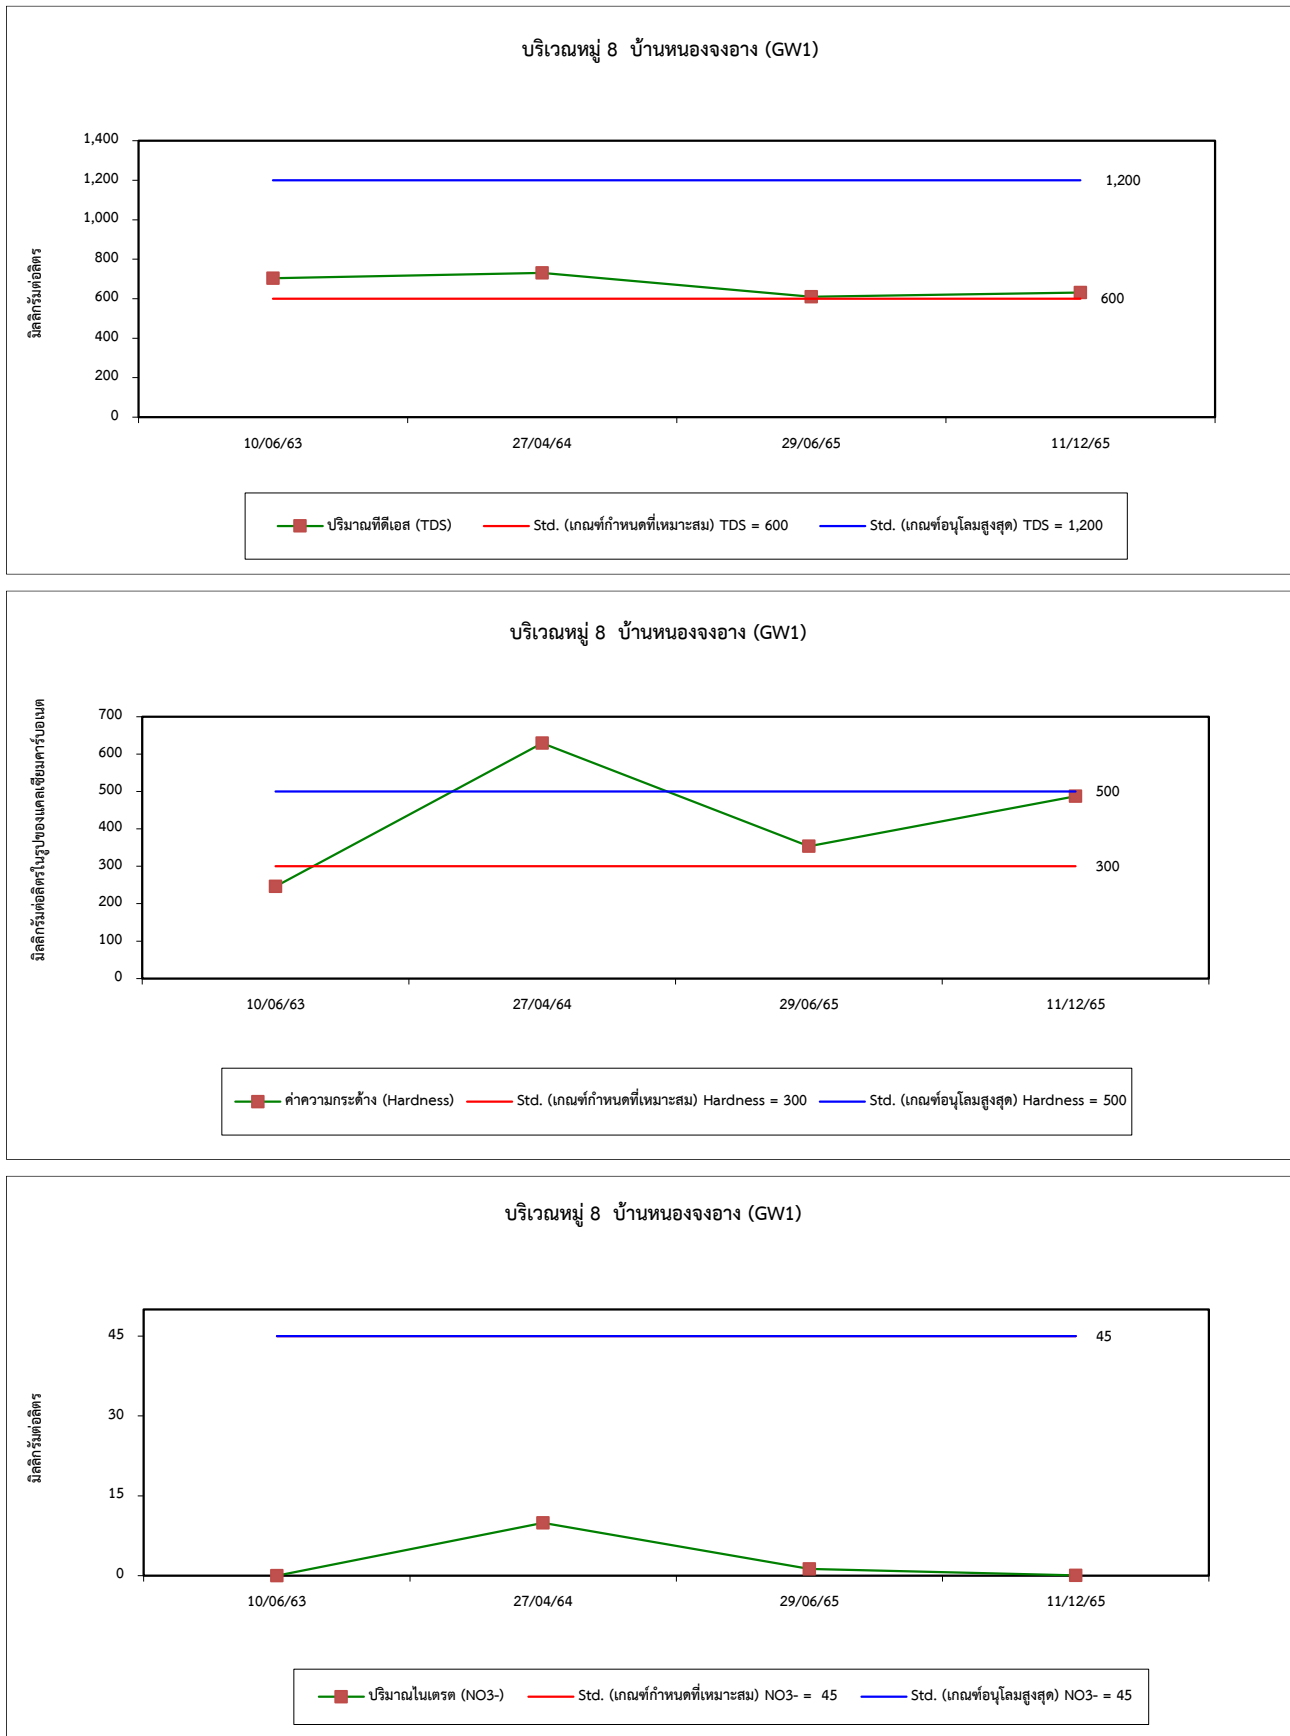 บริเวณหมู่ 8 บ้านหนองจงอาง (GW1)
มิลลิกรัมต่อลิตร
1,400
1,200
1,000
800
600
400
200
0
1,200
600
10/06/63 27/04/64 29/06/65 11/12/65
ปริมาณทีดีเอส (TDS) Std. (เกณฑ์กำหนดที่เหมาะสม) TDS = 600 Std. (เกณฑ์อนุโลมสูงสุด) TDS = 1,200
บริเวณหมู่ 8 บ้านหนองจงอาง (GW1)
มิลลิกรัมต่อลิตรในรูปของแคลเซียมคาร์บอเนต
700
600
500
400
300
200
100
0
500
300
10/06/63 27/04/64 29/06/65 11/12/65
ค่าความกระด้าง (Hardness) Std. (เกณฑ์กำหนดที่เหมาะสม) Hardness = 300 Std. (เกณฑ์อนุโลมสูงสุด) Hardness = 500
บริเวณหมู่ 8 บ้านหนองจงอาง (GW1)
มิลลิกรัมต่อลิตร
45
30
15
0
45
10/06/63 27/04/64 29/06/65 11/12/65
ปริมาณไนเตรต (NO3-) Std. (เกณฑ์กำหนดที่เหมาะสม) NO3- = 45 Std. (เกณฑ์อนุโลมสูงสุด) NO3- = 45